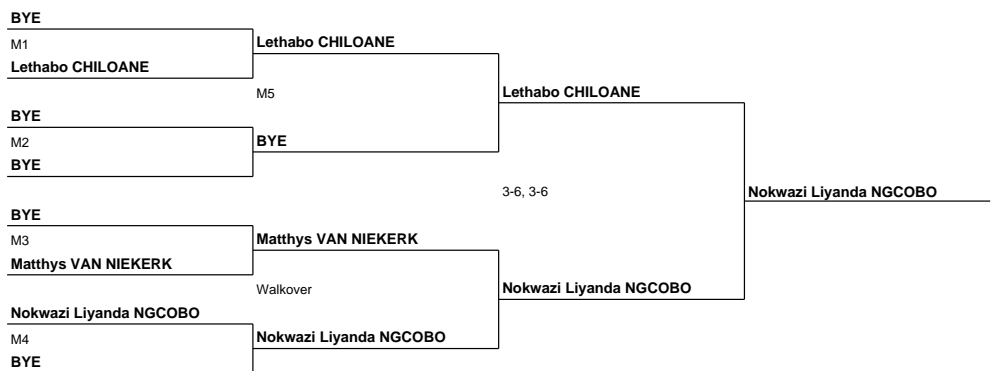 BYE
M1
Lethabo CHILOANE
Lethabo CHILOANE
M5
BYE
M2
BYE
BYE
Lethabo CHILOANE
3-6, 3-6
Nokwazi Liyanda NGCOBO
BYE
M3
Matthys VAN NIEKERK
Matthys VAN NIEKERK
Walkover
Nokwazi Liyanda NGCOBO
Nokwazi Liyanda NGCOBO
M4
BYE
Nokwazi Liyanda NGCOBO